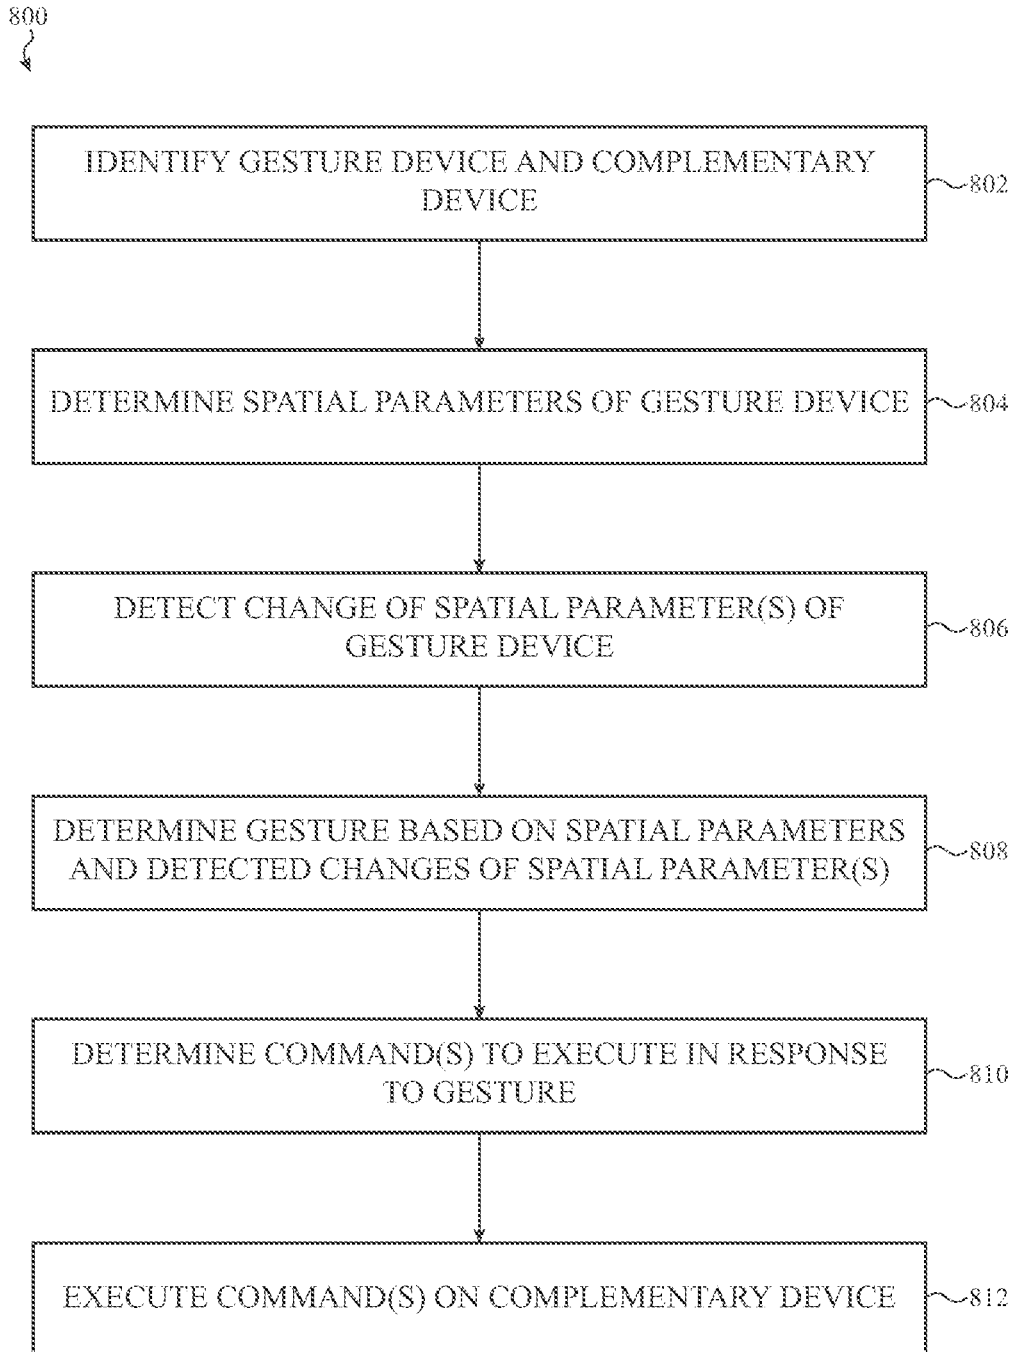 800
IDENTIFY GESTURE DEVICE AND COMPLEMENTARY
DEVICE
802
DETERMINE SPATIAL PARAMETERS OF GESTURE DEVICE
804
DETECT CHANGE OF SPATIAL PARAMETER(S) OF
GESTURE DEVICE
806
DETERMINE GESTURE BASED ON SPATIAL PARAMETERS
AND DETECTED CHANGES OF SPATIAL PARAMETER(S)
808
DETERMINE COMMAND(S) TO EXECUTE IN RESPONSE
TO GESTURE
810
EXECUTE COMMAND(S) ON COMPLEMENTARY DEVICE
812